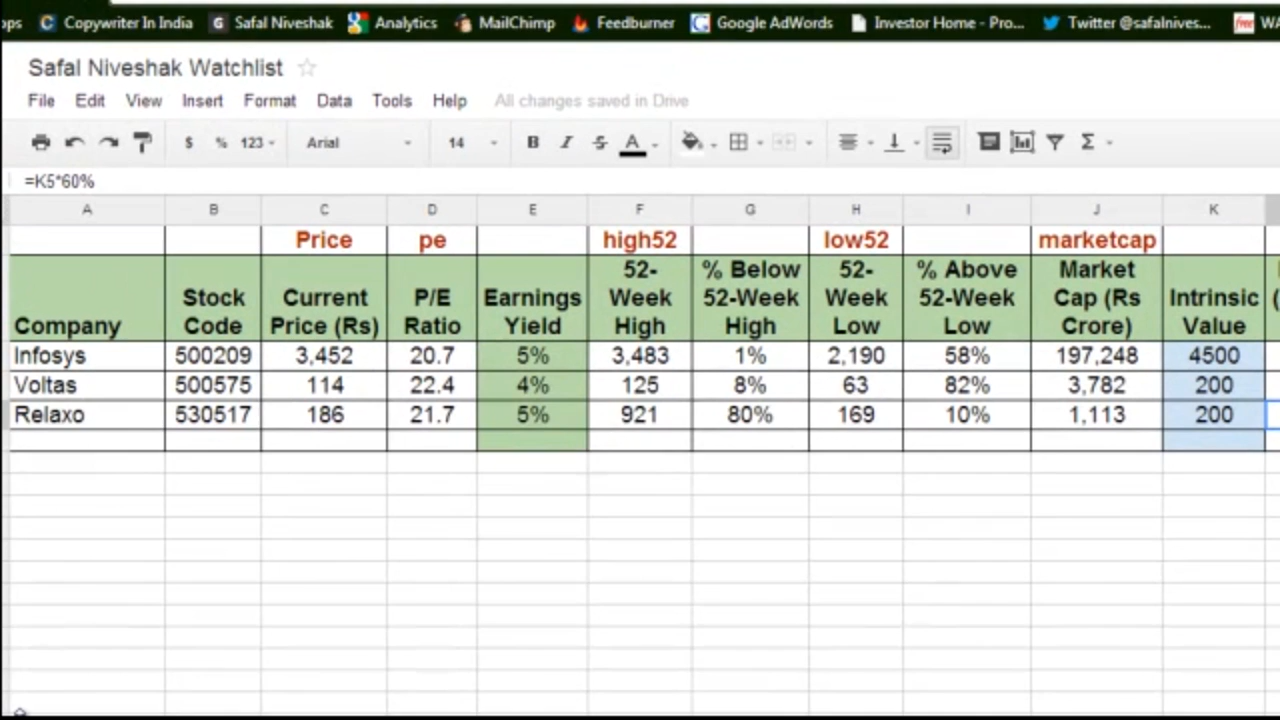 ops Copywriter In India Safal Niveshak Analytics MailChimp Feedburner Google AdWords Investor Home - Pro... Twitter @safalnives... free
Safal Niveshak Watchlist
File Edit View Insert Format Data Tools Help All changes saved in Drive
$ % 123 Arial 14 B I S A Σ
=K5*60%
A B C D E F G H I J K
Price pe high52 low52 marketcap
Company Stock Code Current Price (Rs) P/E Ratio Earnings Yield 52-Week High % Below 52-Week High 52-Week Low % Above 52-Week Low Market Cap (Rs Crore) Intrinsic Value (
Infosys 500209 3,452 20.7 5% 3,483 1% 2,190 58% 197,248 4500
Voltas 500575 114 22.4 4% 125 8% 63 82% 3,782 200
Relaxo 530517 186 21.7 5% 921 80% 169 10% 1,113 200